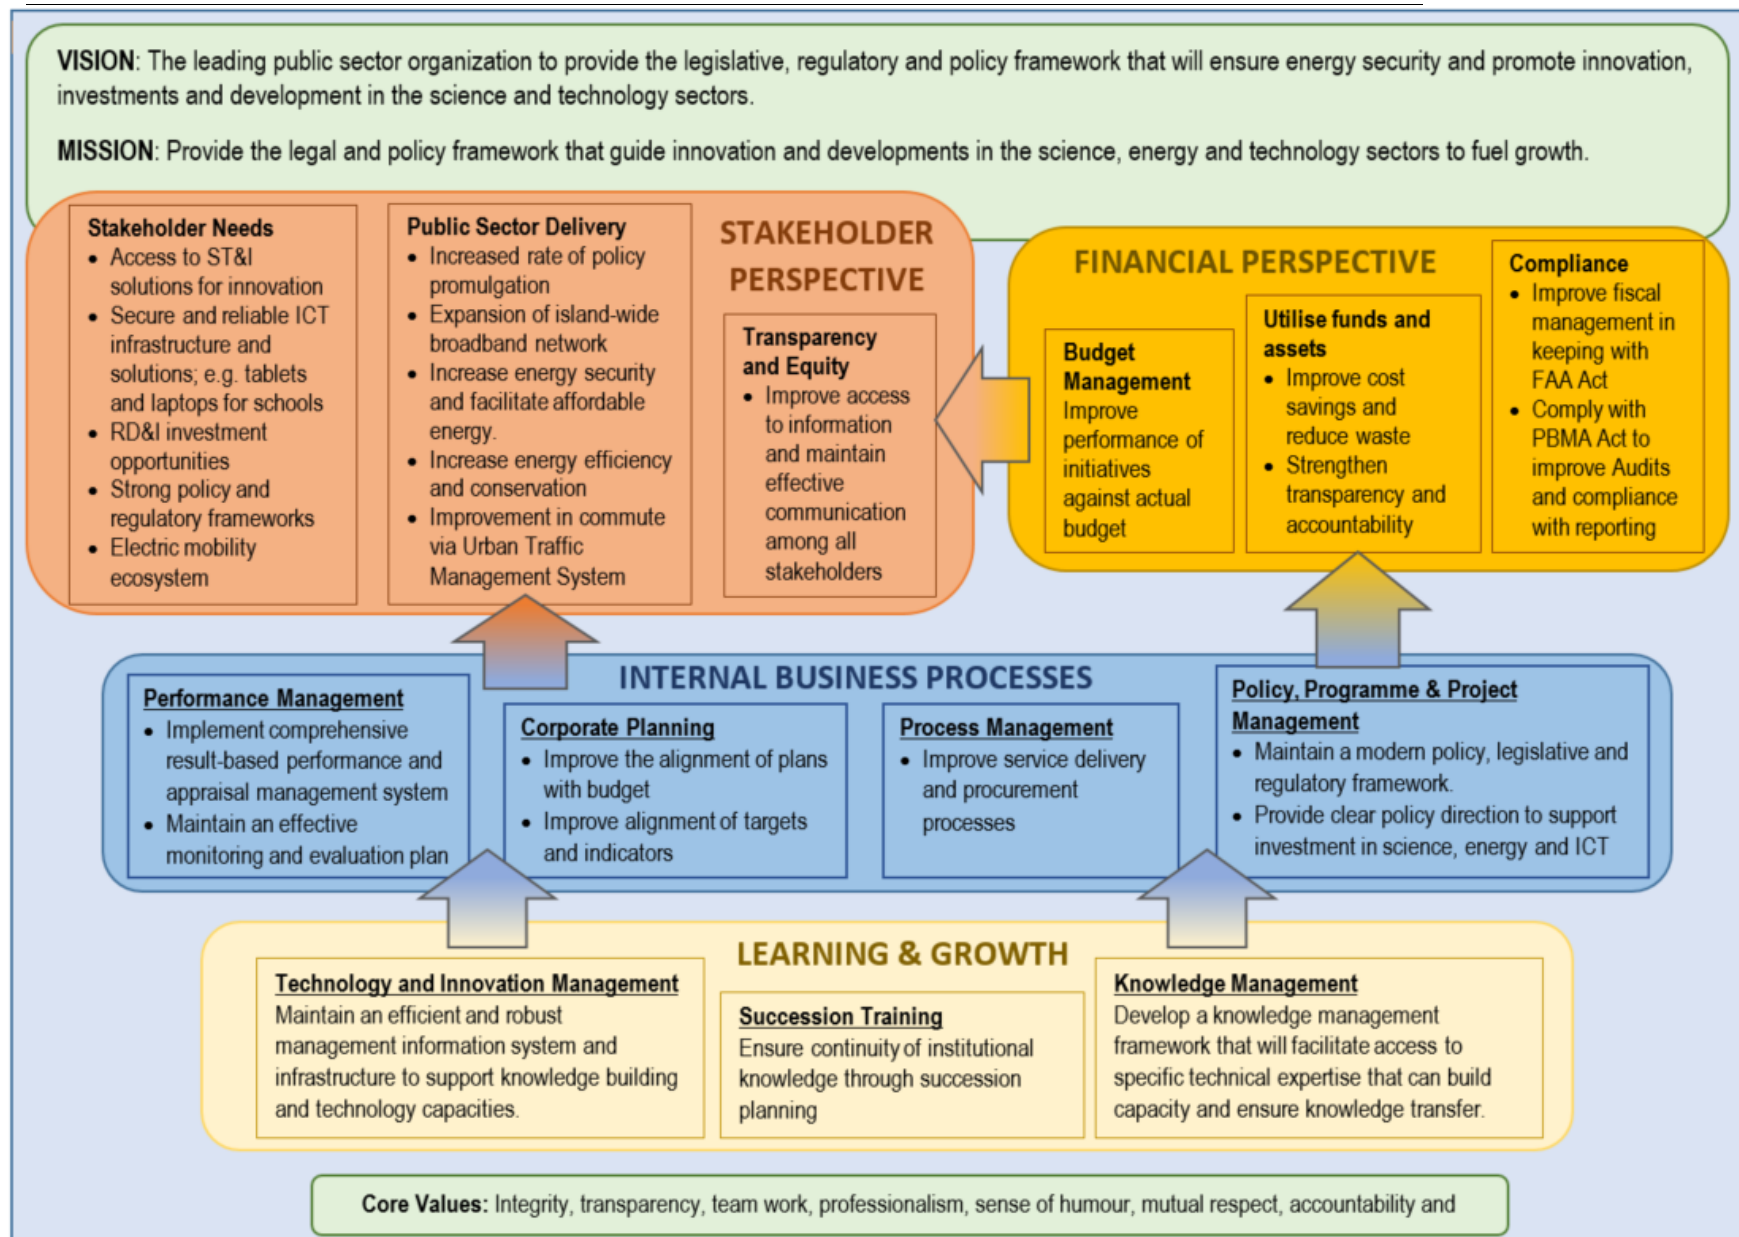 VISION: The leading public sector organization to provide the legislative, regulatory and policy framework that will ensure energy security and promote innovation,
investments and development in the science and technology sectors.
MISSION: Provide the legal and policy framework that guide innovation and developments in the science, energy and technology sectors to fuel growth.
STAKEHOLDER
PERSPECTIVE
Stakeholder Needs
• Access to ST&I
solutions for innovation
• Secure and reliable ICT
infrastructure and
solutions; e.g. tablets
and laptops for schools
• RD&I investment
opportunities
• Strong policy and
regulatory frameworks
• Electric mobility
ecosystem
Public Sector Delivery
• Increased rate of policy
promulgation
• Expansion of island-wide
broadband network
• Increase energy security
and facilitate affordable
energy.
• Increase energy efficiency
and conservation
• Improvement in commute
via Urban Traffic
Management System
Transparency
and Equity
• Improve access
to information
and maintain
effective
communication
among all
stakeholders
FINANCIAL PERSPECTIVE
Budget
Management
Improve
performance of
initiatives
against actual
budget
Utilise funds and
assets
• Improve cost
savings and
reduce waste
• Strengthen
transparency and
accountability
Compliance
• Improve fiscal
management in
keeping with
FAA Act
• Comply with
PBMA Act to
improve Audits
and compliance
with reporting
INTERNAL BUSINESS PROCESSES
Performance Management
• Implement comprehensive
result-based performance and
appraisal management system
• Maintain an effective
monitoring and evaluation plan
Corporate Planning
• Improve the alignment of plans
with budget
• Improve alignment of targets
and indicators
Process Management
• Improve service delivery
and procurement
processes
Policy, Programme & Project
Management
• Maintain a modern policy, legislative and
regulatory framework.
• Provide clear policy direction to support
investment in science, energy and ICT
LEARNING & GROWTH
Technology and Innovation Management
Maintain an efficient and robust
management information system and
infrastructure to support knowledge building
and technology capacities.
Succession Training
Ensure continuity of institutional
knowledge through succession
planning
Knowledge Management
Develop a knowledge management
framework that will facilitate access to
specific technical expertise that can build
capacity and ensure knowledge transfer.
Core Values: Integrity, transparency, team work, professionalism, sense of humour, mutual respect, accountability and